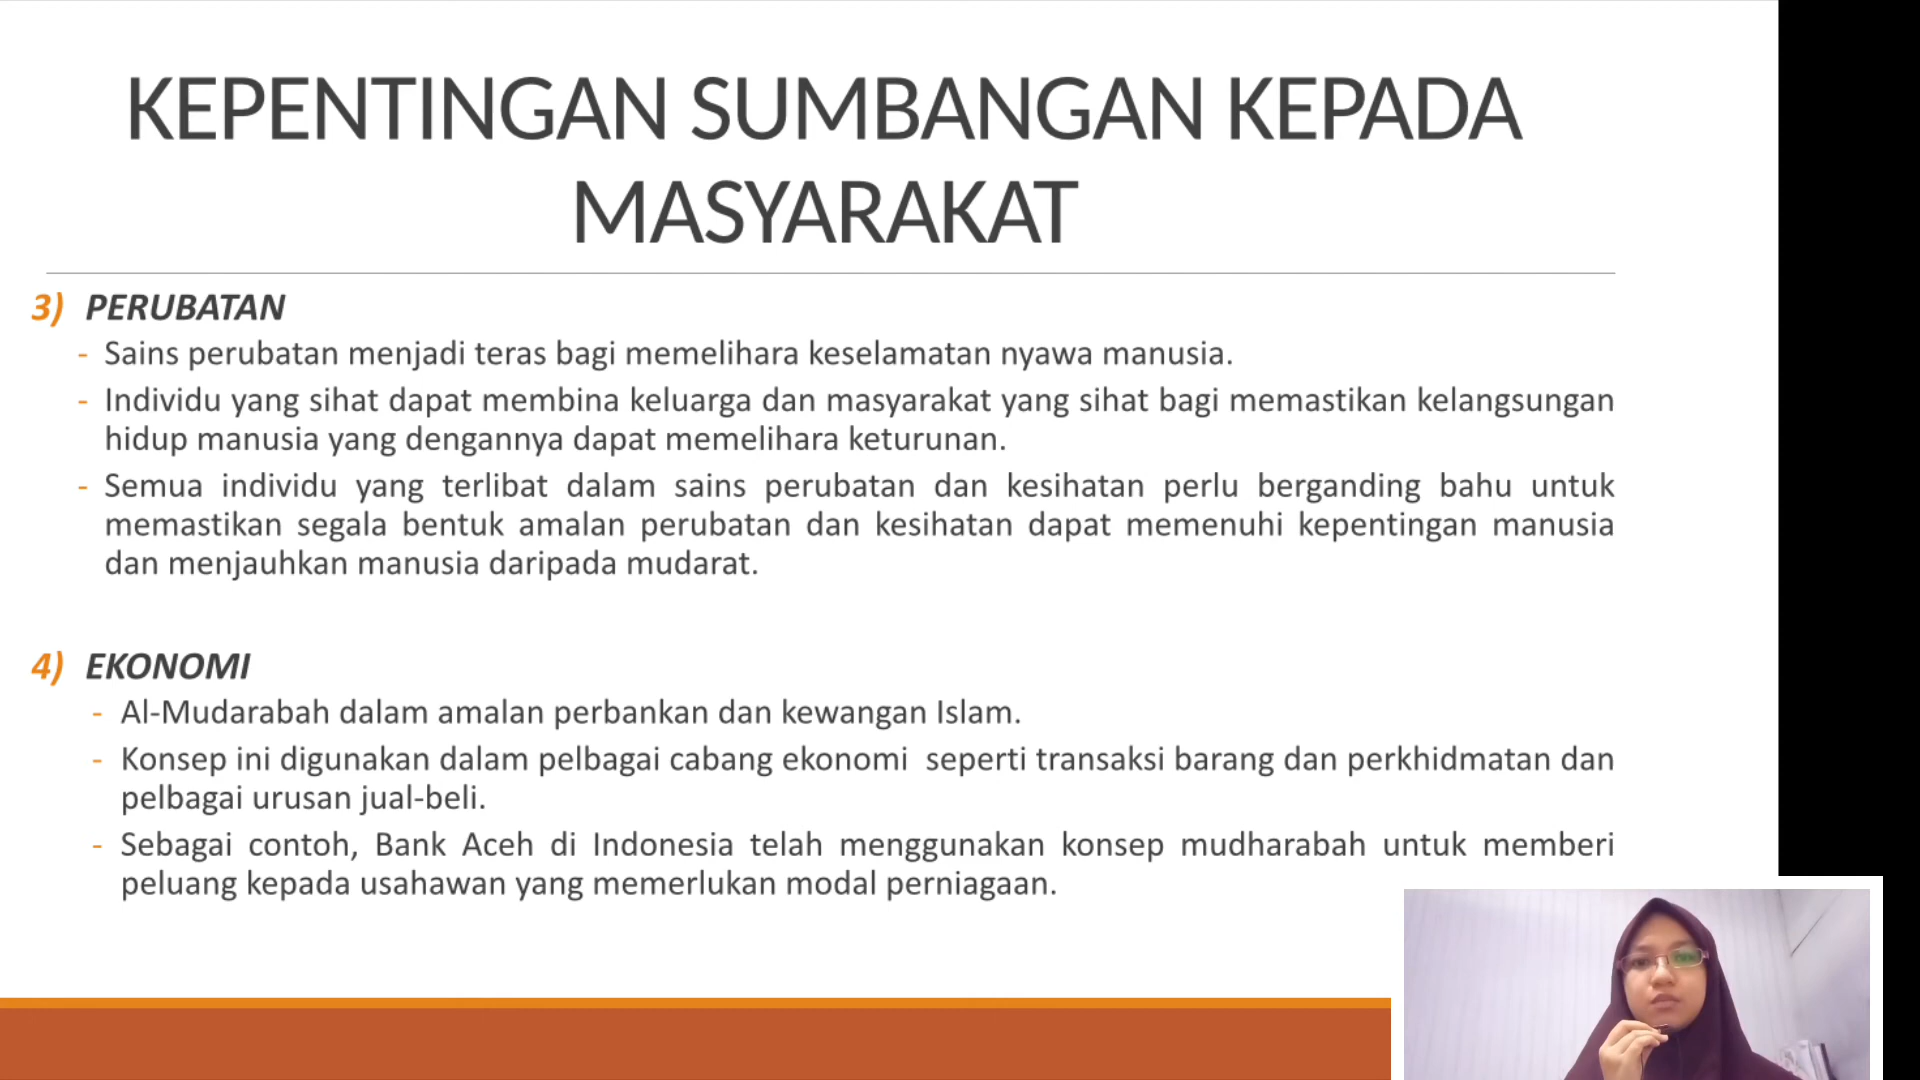 KEPENTINGAN SUMBANGAN KEPADA
MASYARAKAT
3) PERUBATAN
- Sains perubatan menjadi teras bagi memelihara keselamatan nyawa manusia.
- Individu yang sihat dapat membina keluarga dan masyarakat yang sihat bagi memastikan kelangsungan
hidup manusia yang dengannya dapat memelihara keturunan.
- Semua individu yang terlibat dalam sains perubatan dan kesihatan perlu berganding bahu untuk
memastikan segala bentuk amalan perubatan dan kesihatan dapat memenuhi kepentingan manusia
dan menjauhkan manusia daripada mudarat.
4) EKONOMI
- Al-Mudarabah dalam amalan perbankan dan kewangan Islam.
- Konsep ini digunakan dalam pelbagai cabang ekonomi  seperti transaksi barang dan perkhidmatan dan
pelbagai urusan jual-beli.
- Sebagai contoh, Bank Aceh di Indonesia telah menggunakan konsep mudharabah untuk memberi
peluang kepada usahawan yang memerlukan modal perniagaan.